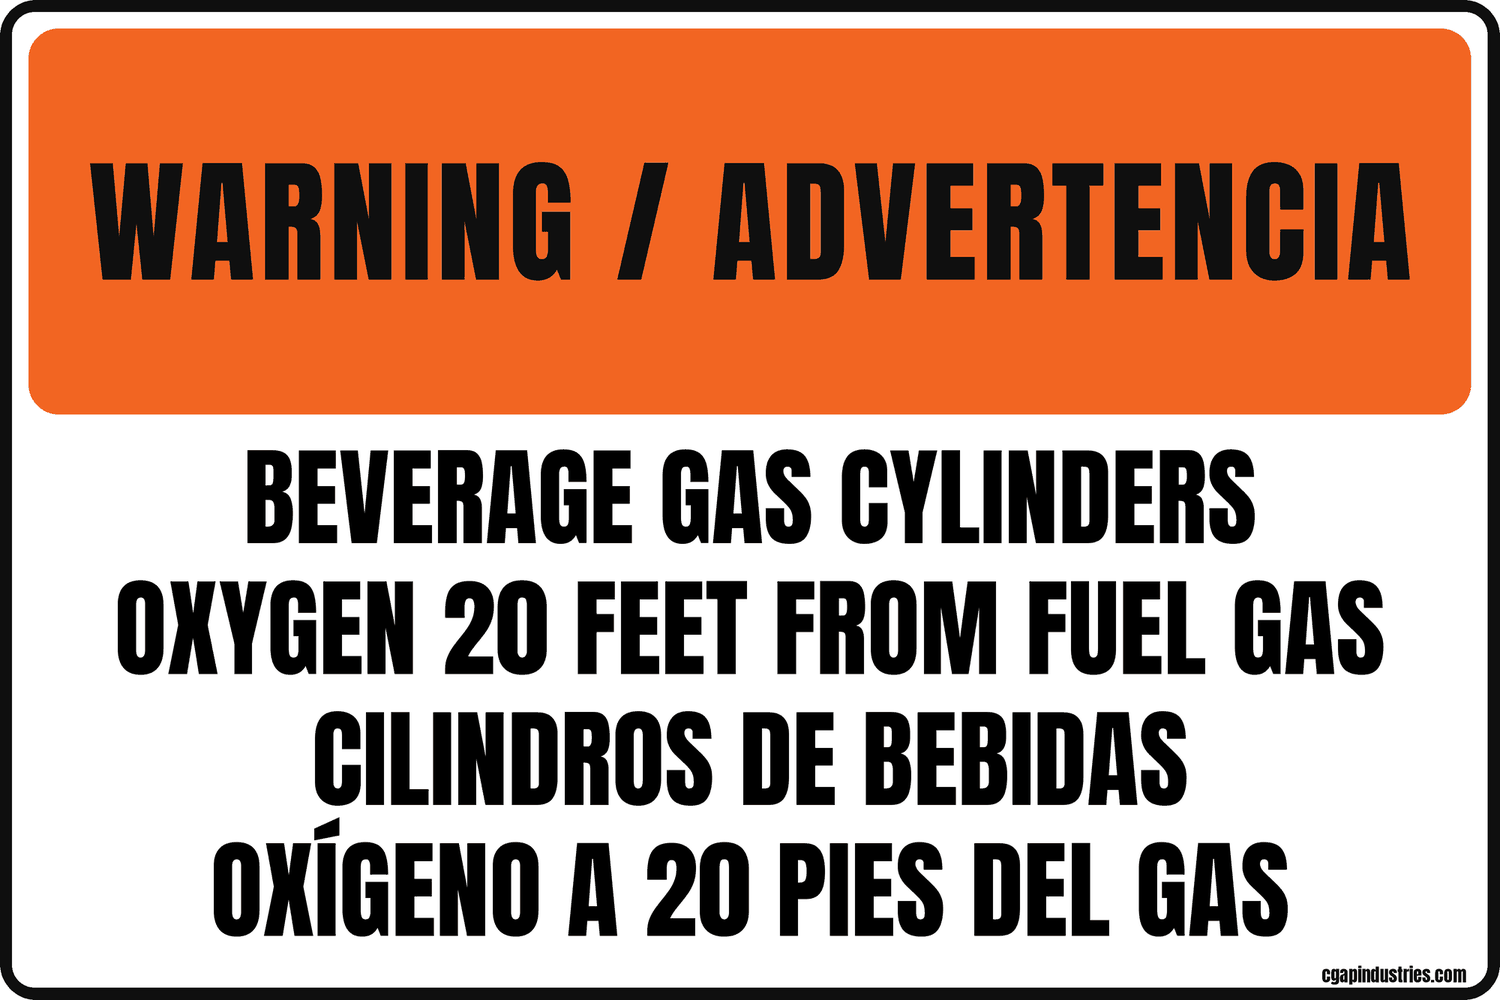 WARNING / ADVERTENCIA
BEVERAGE GAS CYLINDERS
OXYGEN 20 FEET FROM FUEL GAS
CILINDROS DE BEBIDAS
OXÍGENO A 20 PIES DEL GAS
cgapindustries.com